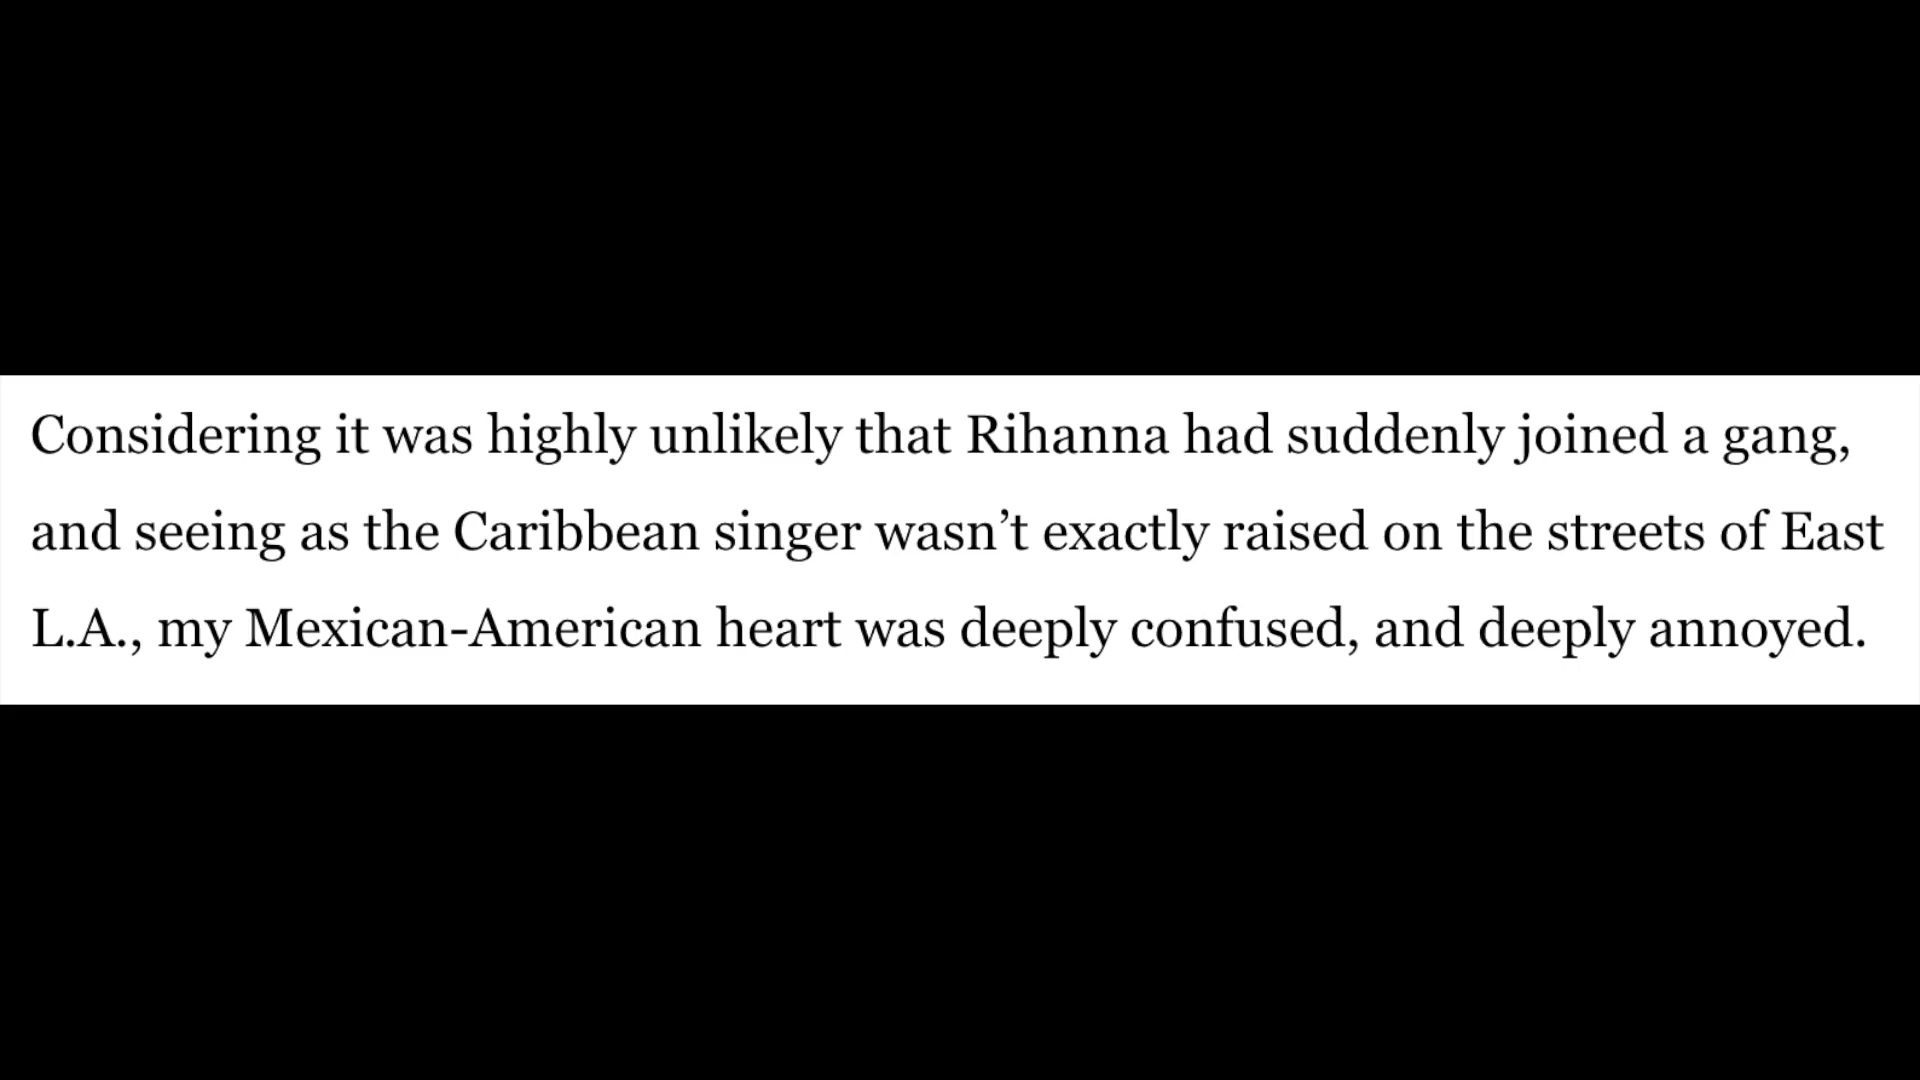 Considering it was highly unlikely that Rihanna had suddenly joined a gang,
and seeing as the Caribbean singer wasn’t exactly raised on the streets of East
L.A., my Mexican-American heart was deeply confused, and deeply annoyed.